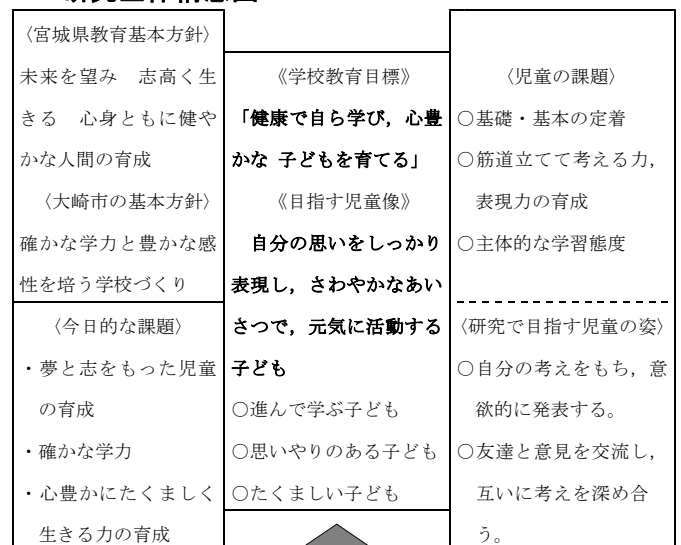 〈宮城県教育基本方針〉
未来を望み　志高く生
きる　心身ともに健や
かな人間の育成
〈大崎市の基本方針〉
確かな学力と豊かな感
性を培う学校づくり
〈今日的な課題〉
・夢と志をもった児童
の育成
・確かな学力
・心豊かにたくましく
生きる力の育成
《学校教育目標》
「健康で自ら学び，心豊
かな 子どもを育てる」
《目指す児童像》
自分の思いをしっかり
表現し，さわやかなあい
さつで，元気に活動する
子ども
○進んで学ぶ子ども
○思いやりのある子ども
○たくましい子ども
〈児童の課題〉
○基礎・基本の定着
○筋道立てて考える力，
表現力の育成
○主体的な学習態度
〈研究で目指す児童の姿〉
○自分の考えをもち，意
欲的に発表する。
○友達と意見を交流し，
互いに考えを深め合
う。